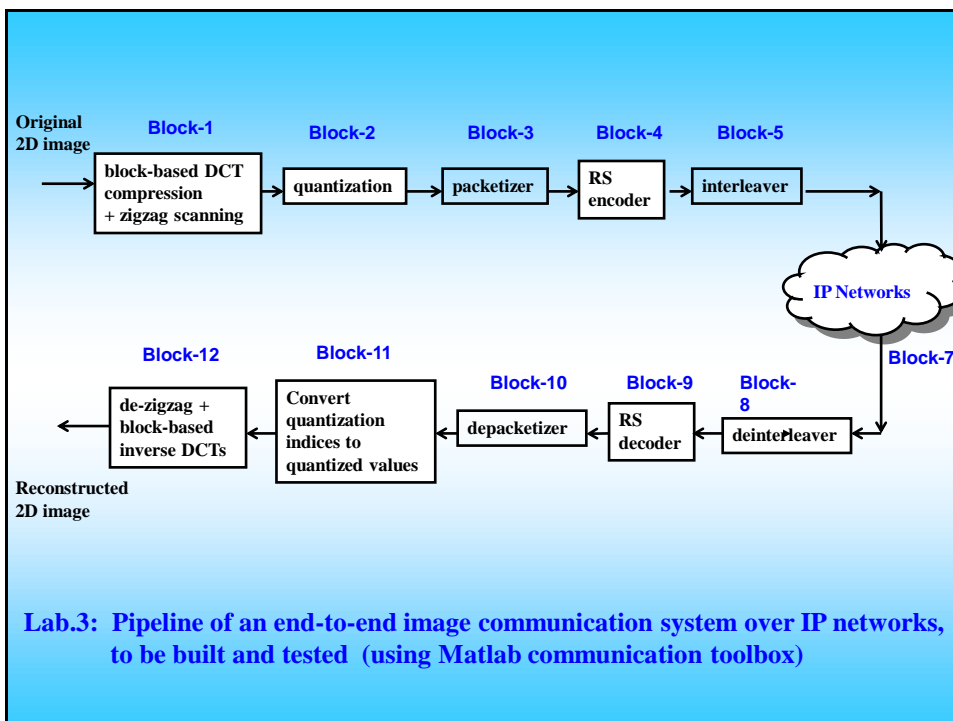 Original
2D image
Block-1
Block-2
Block-3
Block-4
Block-5
block-based DCT
compression
+ zigzag scanning
quantization
packetizer
RS
encoder
interleaver
IP Networks
Block-7
Block-
8
Block-9
Block-10
Block-11
Block-12
deinterleaver
RS
decoder
depacketizer
Convert
quantization
indices to
quantized values
de-zigzag +
block-based
inverse DCTs
Reconstructed
2D image
Lab.3: Pipeline of an end-to-end image communication system over IP networks,
to be built and tested (using Matlab communication toolbox)